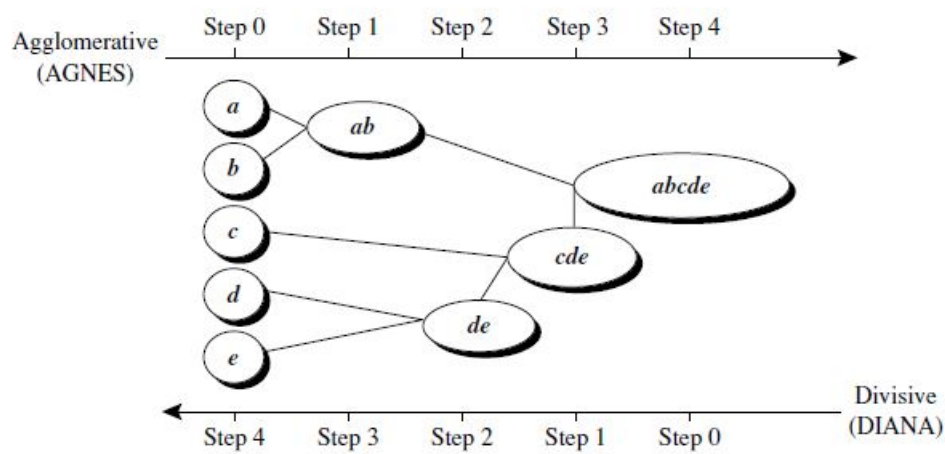 Step 0 Step 1 Step 2 Step 3 Step 4
Agglomerative
(AGNES)
a
ab
b
abcde
c
cde
d
de
e
Divisive
(DIANA)
Step 4 Step 3 Step 2 Step 1 Step 0